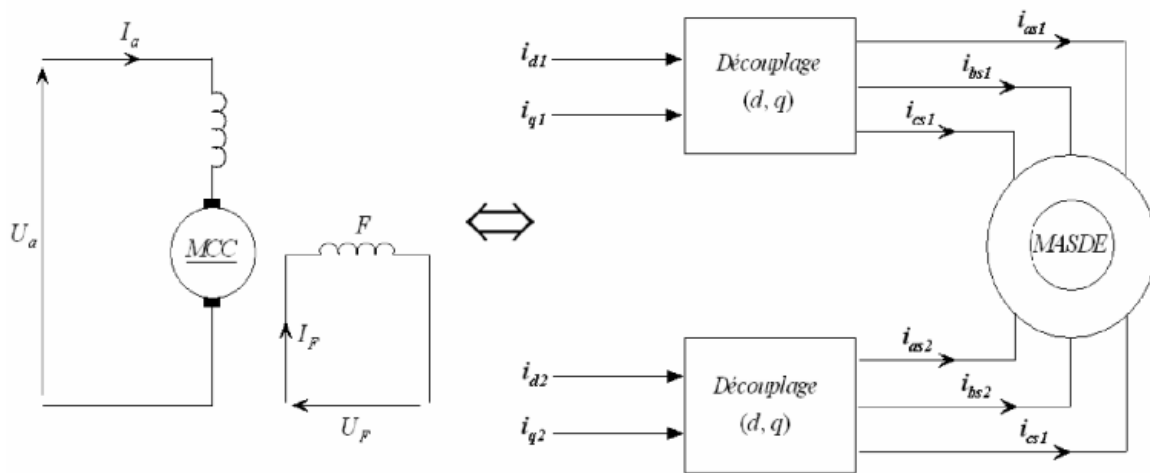 I_a
U_a
MCC
F
I_F
U_F
i_d1
i_q1
Découplage
(d, q)
i_as1
i_bs1
i_cs1
MASDE
i_d2
i_q2
Découplage
(d, q)
i_as2
i_bs2
i_cs1